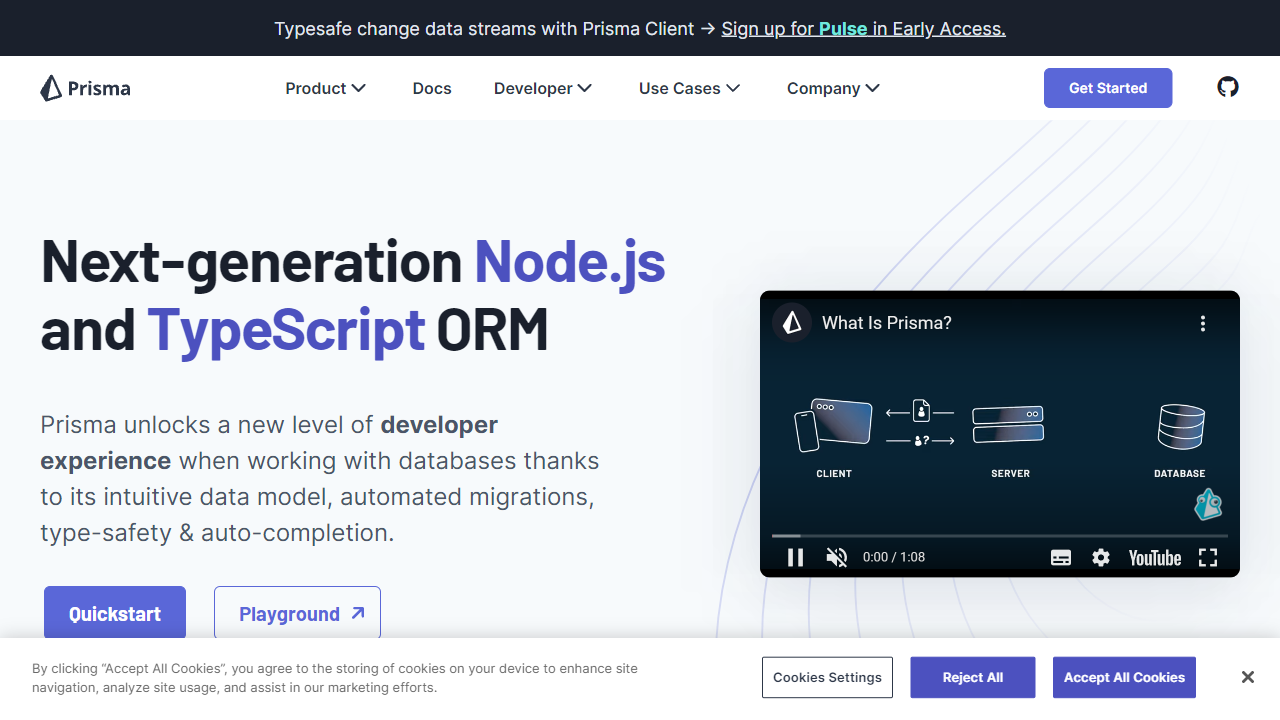 Typesafe change data streams with Prisma Client → Sign up for Pulse in Early Access.
Prisma
Product
Docs
Developer
Use Cases
Company
Get Started
Next-generation Node.js
and TypeScript ORM
Prisma unlocks a new level of developer
experience when working with databases thanks
to its intuitive data model, automated migrations,
type-safety & auto-completion.
Quickstart
Playground
What Is Prisma?
?
CLIENT
SERVER
DATABASE
0:00 / 1:08
YouTube
By clicking “Accept All Cookies”, you agree to the storing of cookies on your device to enhance site
navigation, analyze site usage, and assist in our marketing efforts.
Cookies Settings
Reject All
Accept All Cookies